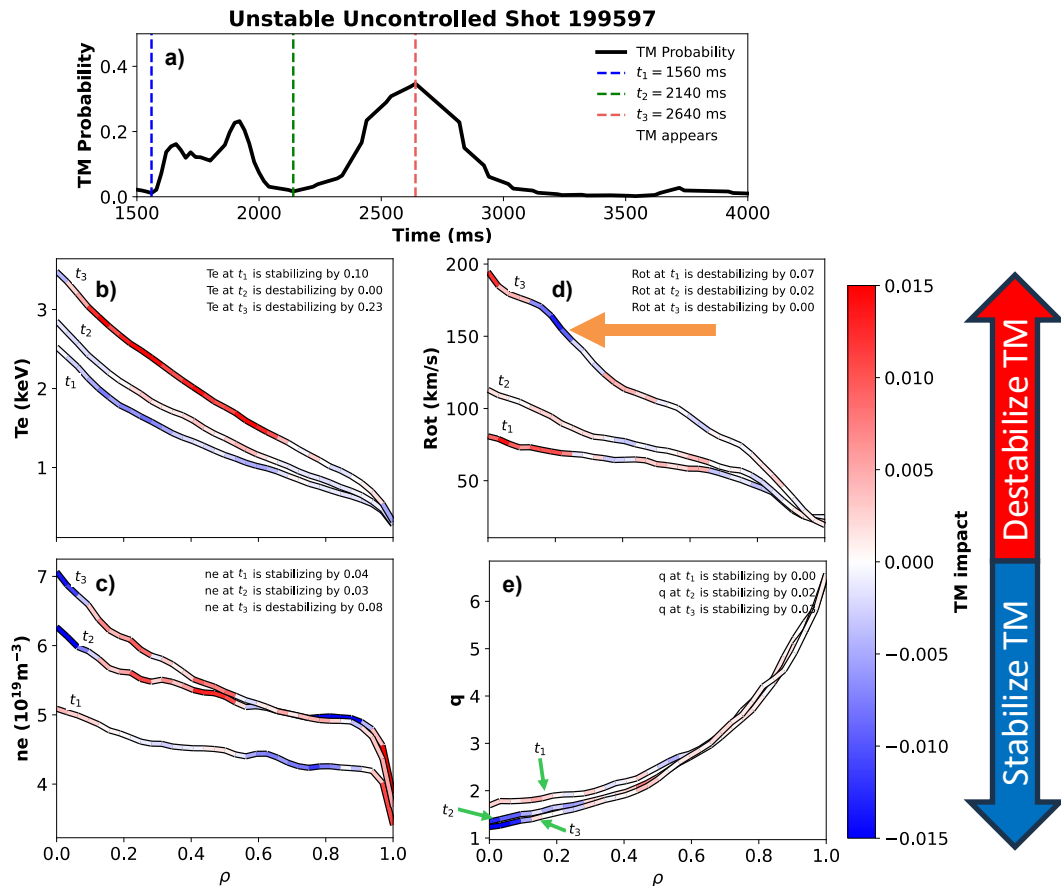 Unstable Uncontrolled Shot 199597
a)
TM Probability
0.4
0.2
0.0
1500
2000
2500
3000
3500
4000
Time (ms)
TM Probability
t₁ = 1560 ms
t₂ = 2140 ms
t₃ = 2640 ms
TM appears
b)
Te at t₁ is stabilizing by 0.10
Te at t₂ is destabilizing by 0.00
Te at t₃ is destabilizing by 0.23
t₃
t₂
t₁
Te (keV)
3
2
1
d)
Rot at t₁ is destabilizing by 0.07
Rot at t₂ is destabilizing by 0.02
Rot at t₃ is destabilizing by 0.00
t₃
t₂
t₁
Rot (km/s)
200
150
100
50
c)
ne at t₁ is stabilizing by 0.04
ne at t₂ is stabilizing by 0.03
ne at t₃ is destabilizing by 0.08
t₃
t₂
t₁
ne (10¹⁹m⁻³)
7
6
5
4
0.0
0.2
0.4
0.6
0.8
1.0
ρ
e)
q at t₁ is stabilizing by 0.00
q at t₂ is stabilizing by 0.02
q at t₃ is stabilizing by 0.03
t₁
t₂
t₃
q
6
5
4
3
2
1
0.0
0.2
0.4
0.6
0.8
1.0
ρ
0.015
0.010
0.005
0.000
−0.005
−0.010
−0.015
TM impact
Destabilize TM
Stabilize TM